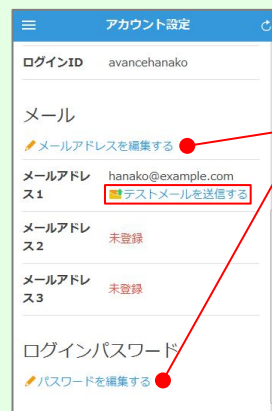 アカウント設定
ログインID avancehanako
メール
メールアドレスを編集する
メールアドレ hanako@example.com
ス1 テストメールを送信する
メールアドレ
ス2 未登録
メールアドレ
ス3 未登録
ログインパスワード
パスワードを編集する